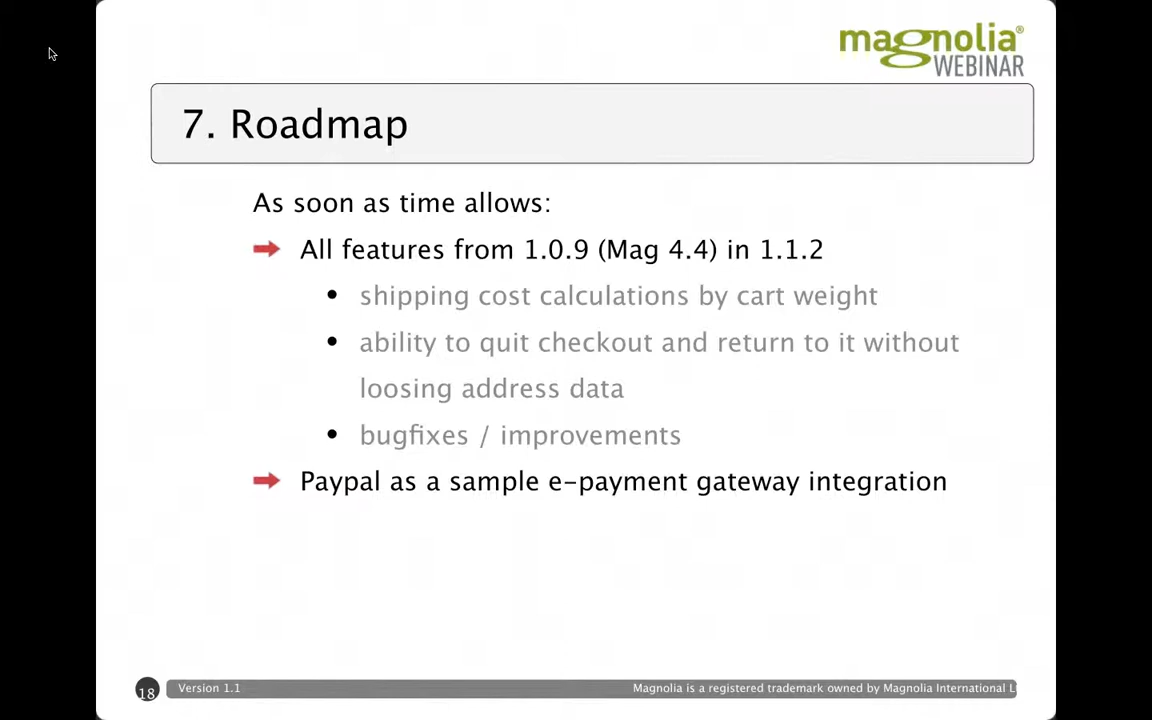 magnolia®
WEBINAR
7. Roadmap
As soon as time allows:
All features from 1.0.9 (Mag 4.4) in 1.1.2
• shipping cost calculations by cart weight
• ability to quit checkout and return to it without
loosing address data
• bugfixes / improvements
Paypal as a sample e-payment gateway integration
18 Version 1.1 Magnolia is a registered trademark owned by Magnolia International